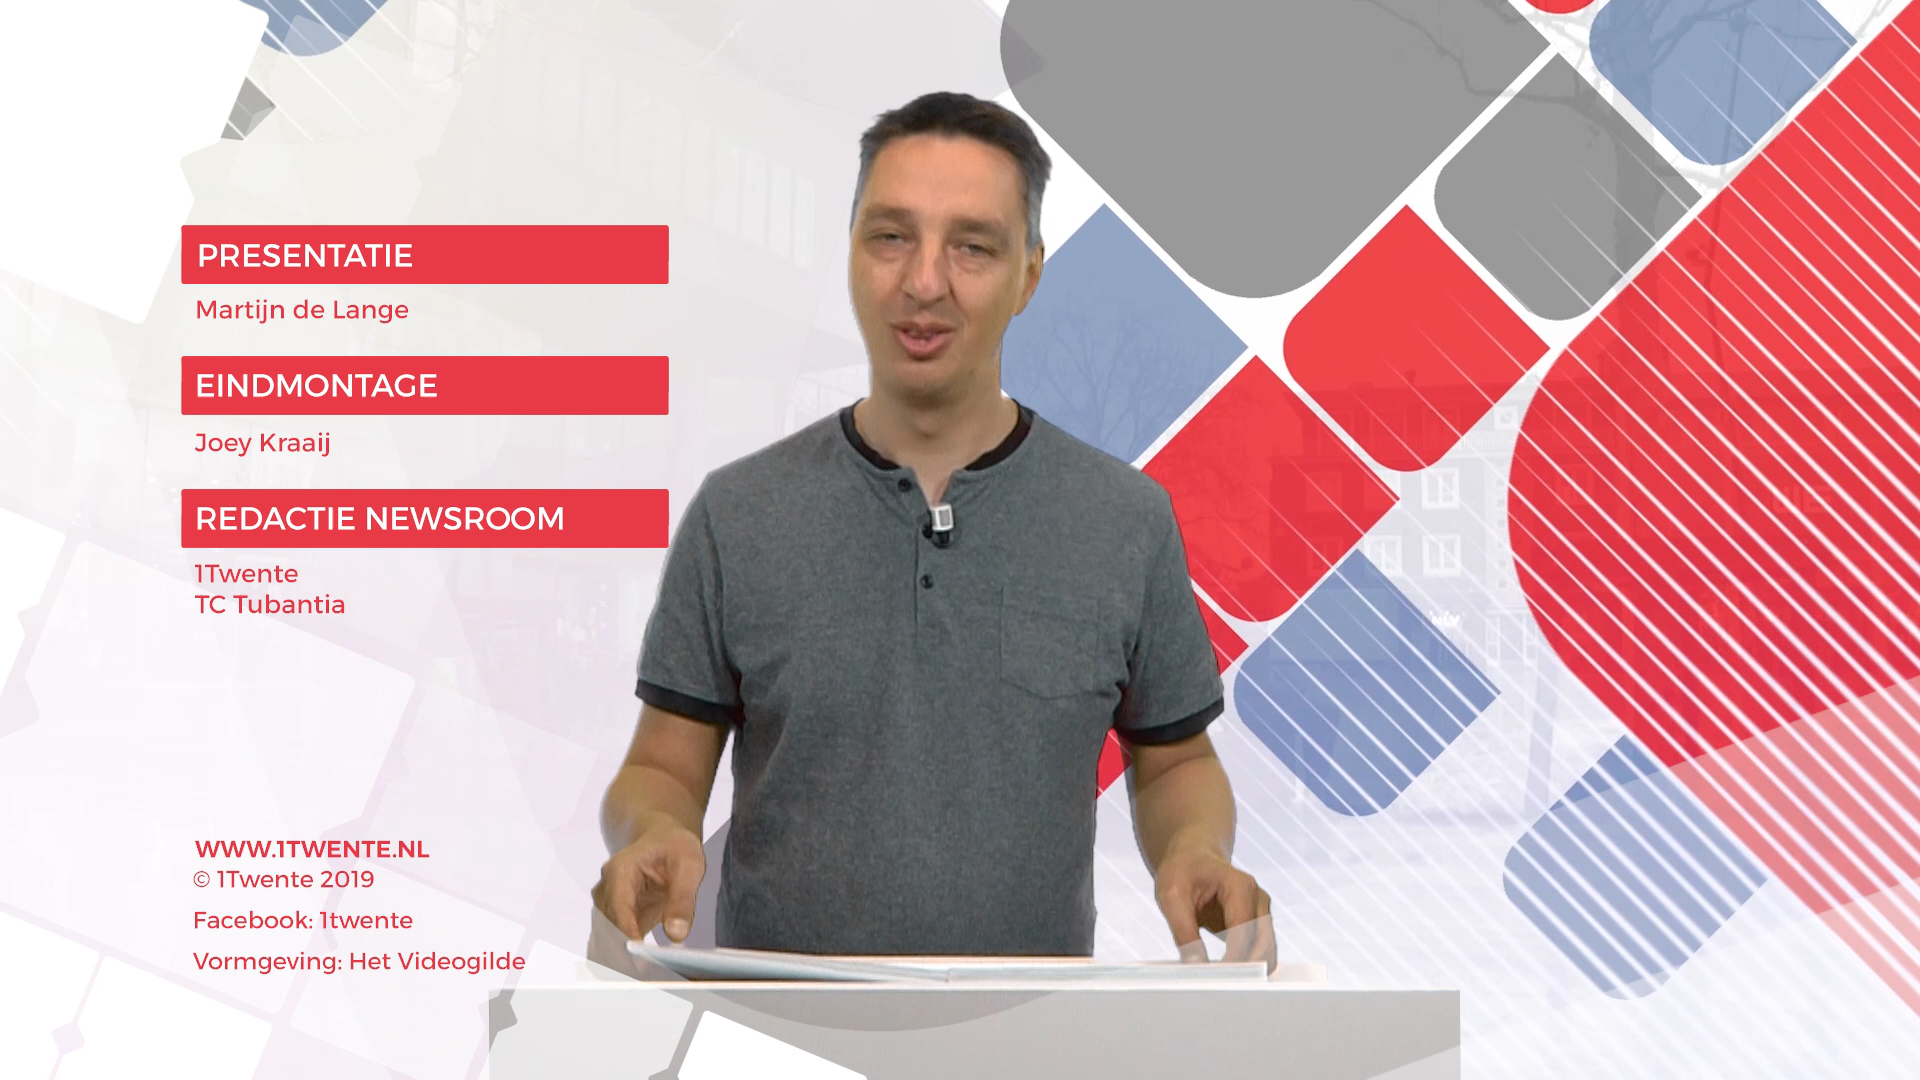 PRESENTATIE
Martijn de Lange
EINDMONTAGE
Joey Kraaij
REDACTIE NEWSROOM
1Twente
TC Tubantia
WWW.1TWENTE.NL
© 1Twente 2019
Facebook: 1twente
Vormgeving: Het Videogilde